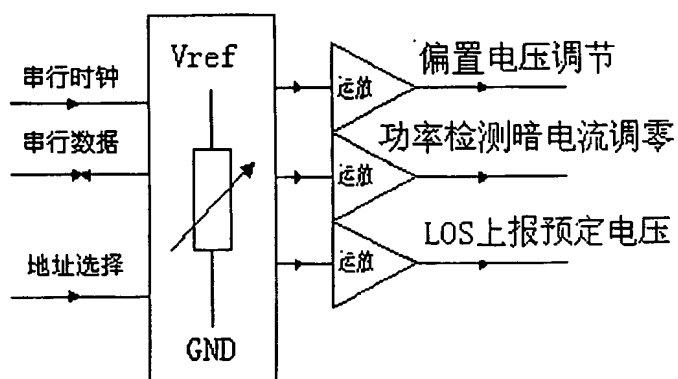 串行时钟
串行数据
地址选择
Vref
GND
运放
偏置电压调节
运放
功率检测暗电流调零
运放
LOS上报预定电压